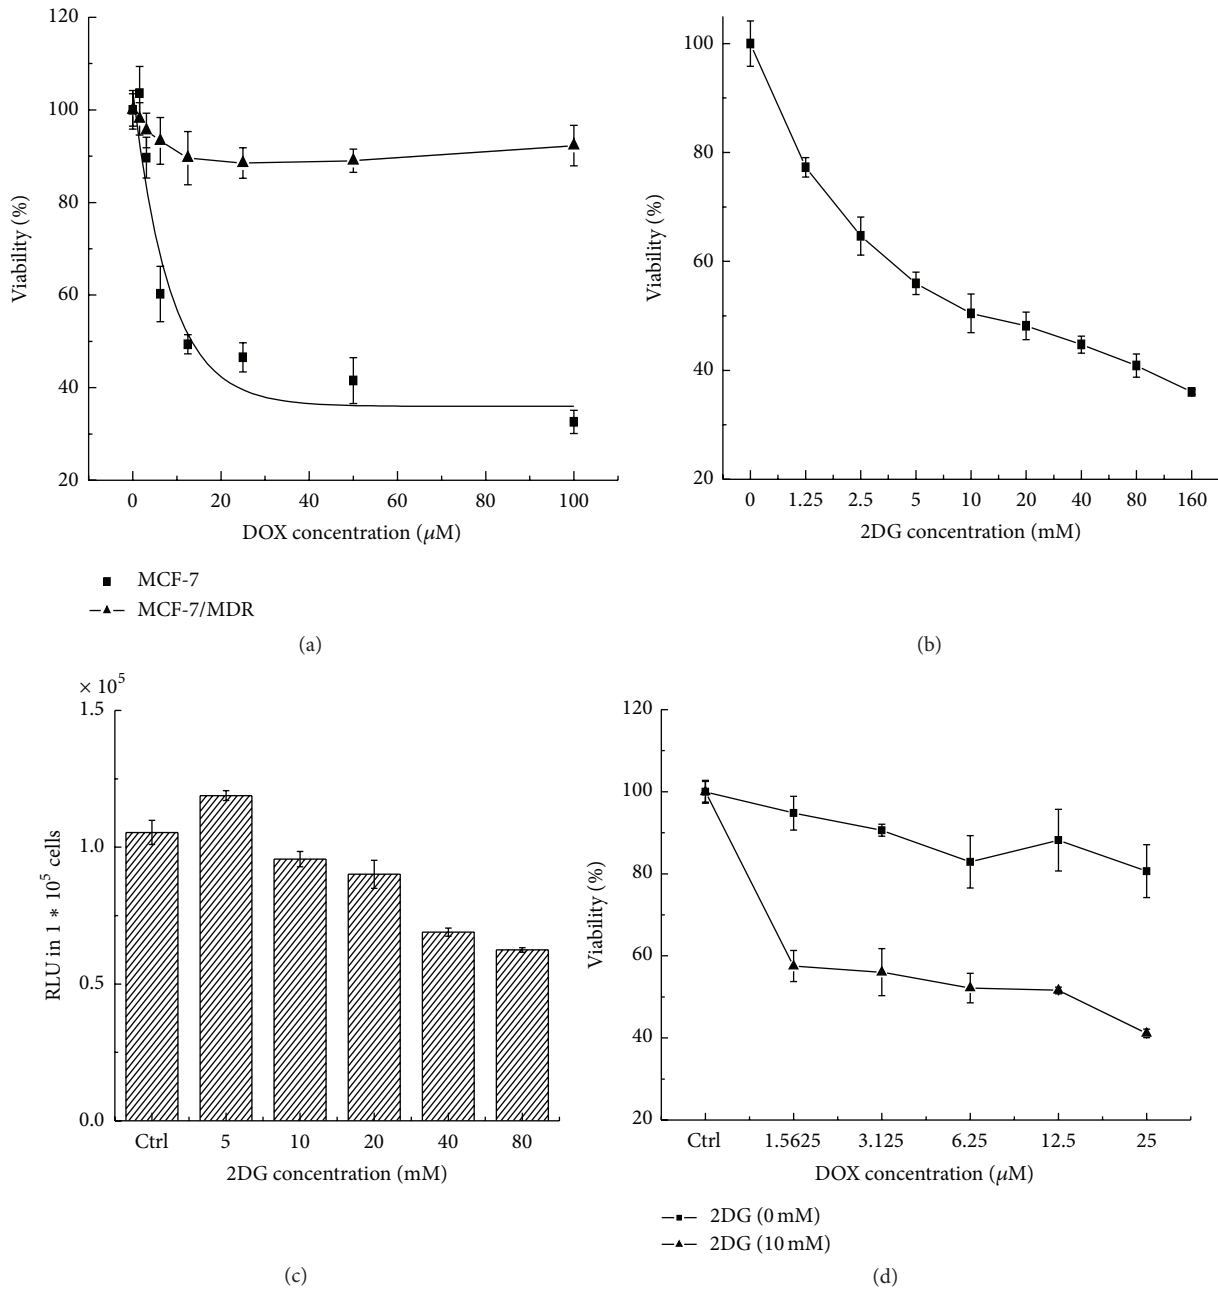 120
100
80
60
40
20
Viability (%)
0 20 40 60 80 100
DOX concentration (μM)
MCF-7
MCF-7/MDR
(a)
100
80
60
40
20
Viability (%)
0 1.25 2.5 5 10 20 40 80 160
2DG concentration (mM)
(b)
× 10⁵
1.5
1.0
0.5
0.0
RLU in 1 * 10⁵ cells
Ctrl 5 10 20 40 80
2DG concentration (mM)
(c)
120
100
80
60
40
20
Viability (%)
Ctrl 1.5625 3.125 6.25 12.5 25
DOX concentration (μM)
2DG (0 mM)
2DG (10 mM)
(d)